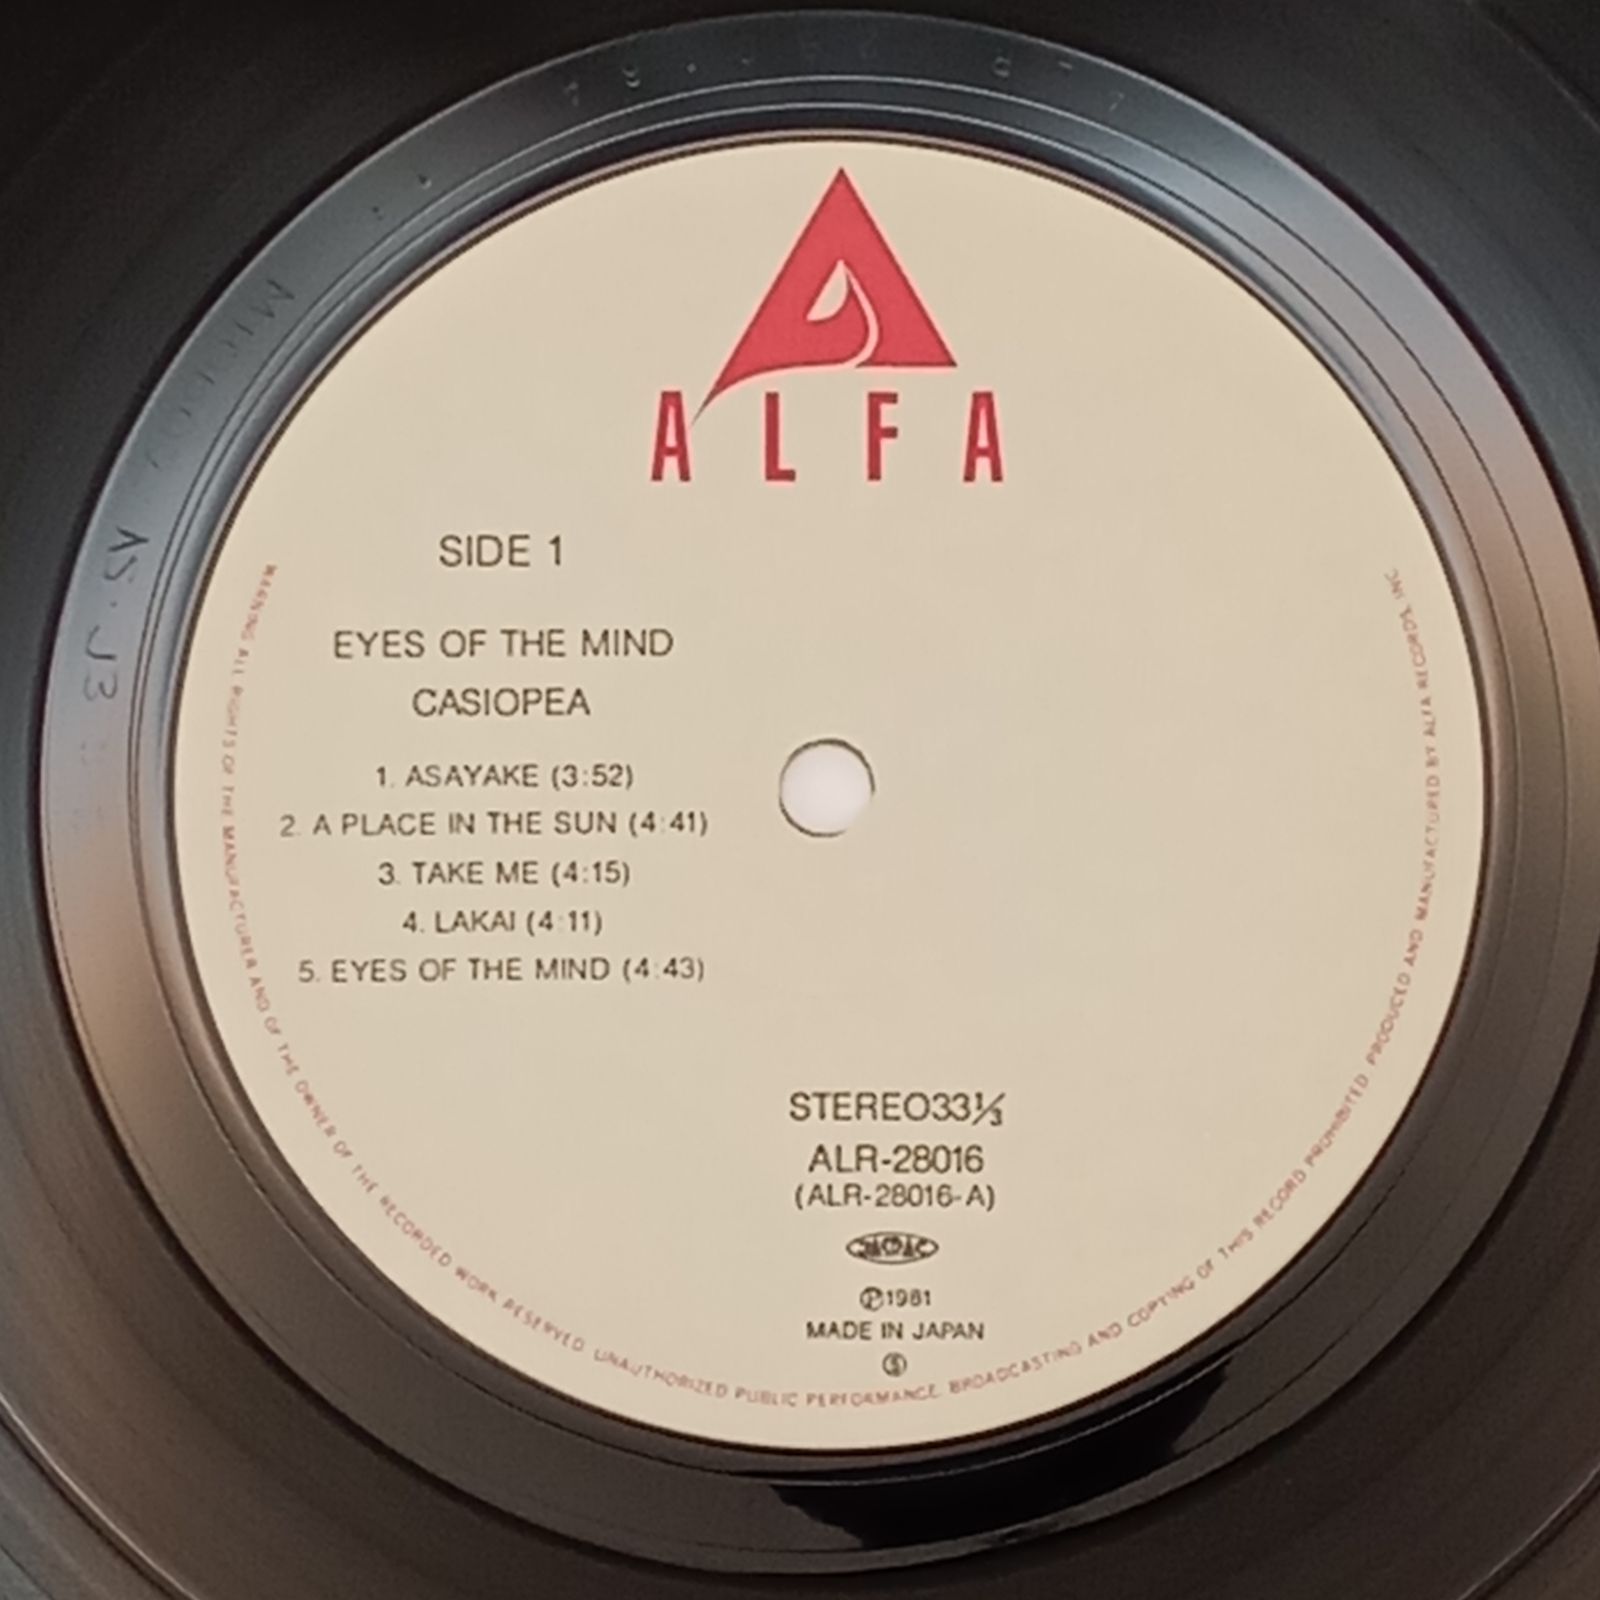 ALFA
SIDE 1
EYES OF THE MIND
CASIOPEA
1. ASAYAKE (3:52)
2. A PLACE IN THE SUN (4:41)
3. TAKE ME (4:15)
4. LAKAI (4:11)
5. EYES OF THE MIND (4:43)
STEREO33⅓
ALR-28016
(ALR-28016-A)
JASRAC
Ⓟ1981
MADE IN JAPAN
Ⓢ
WARNING ALL RIGHTS OF THE MANUFACTURER AND OF THE OWNER OF THE RECORDED WORK RESERVED. UNAUTHORIZED PUBLIC PERFORMANCE, BROADCASTING AND COPYING OF THIS RECORD PROHIBITED. PRODUCED AND MANUFACTURED BY ALFA RECORDS, INC.
AS·J3